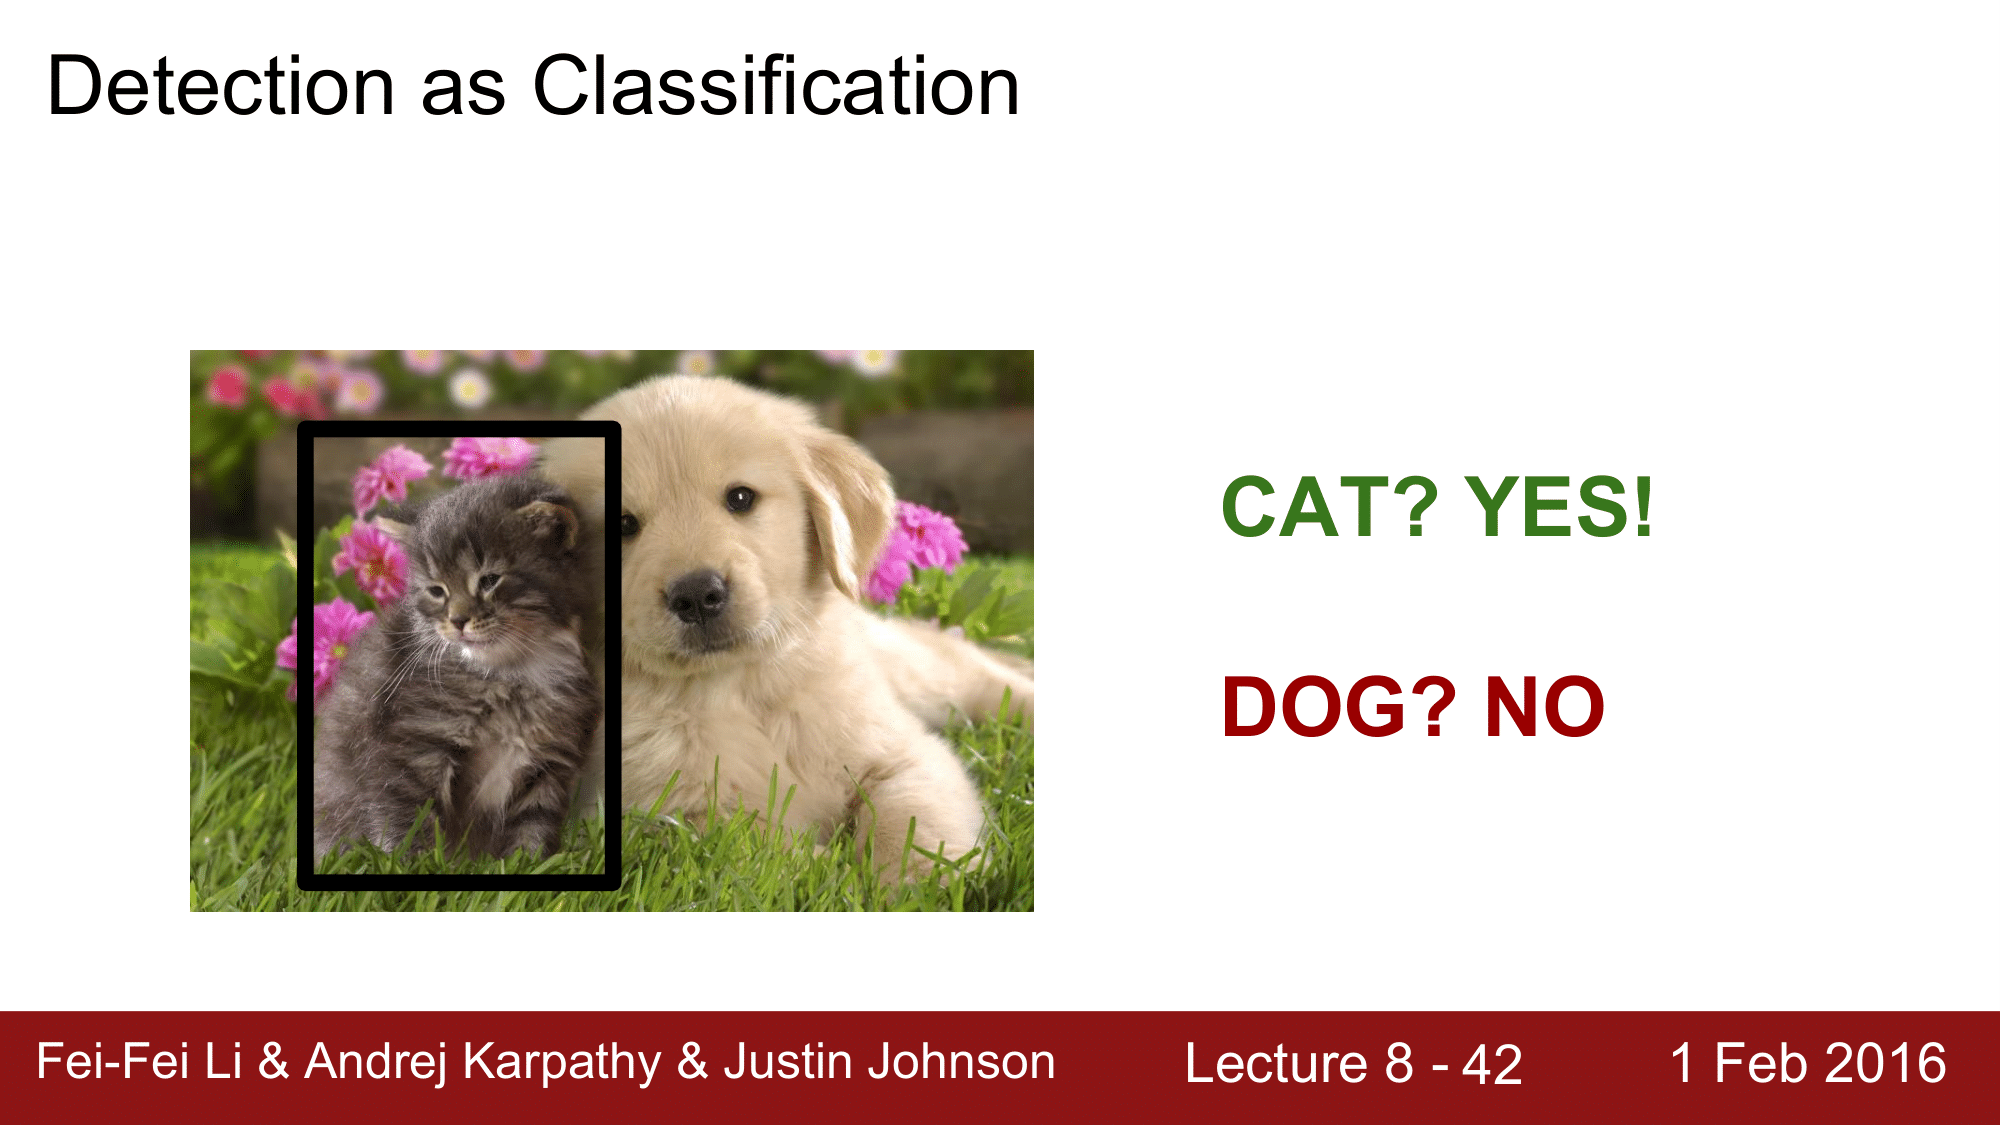 Detection as Classification
CAT? YES!
DOG? NO
Fei-Fei Li & Andrej Karpathy & Justin Johnson
Lecture 8 - 42
1 Feb 2016